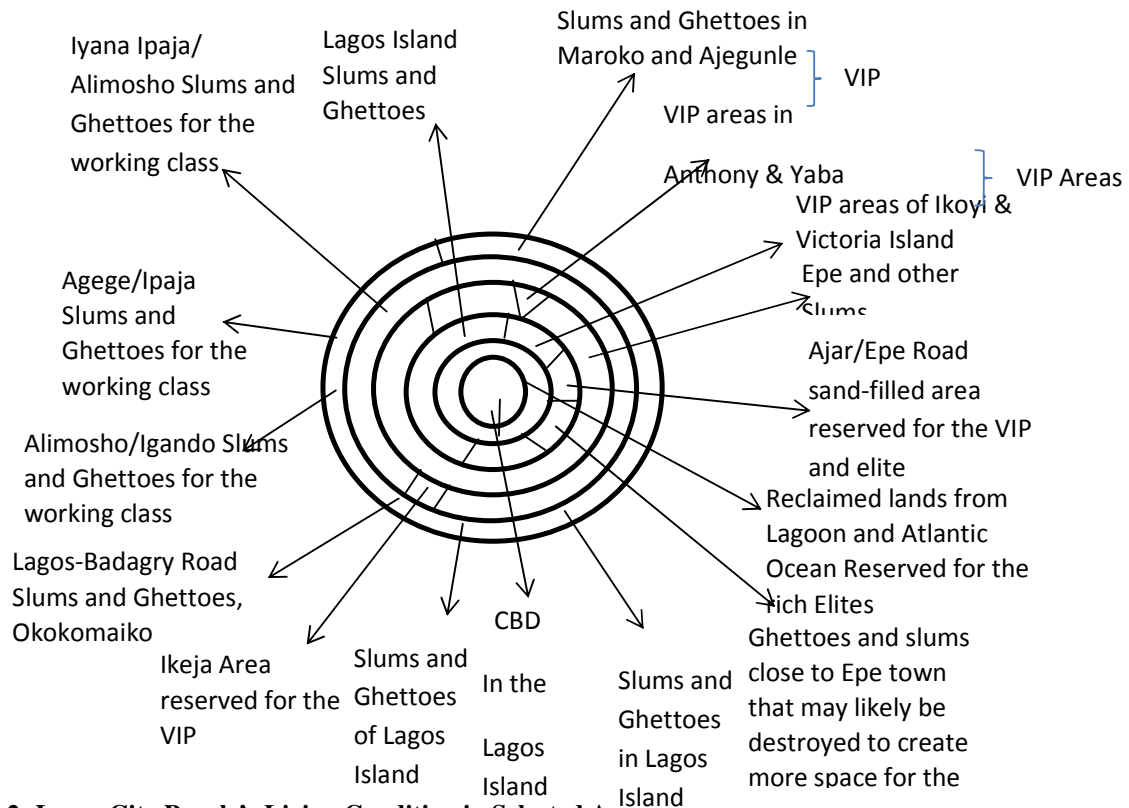 Slums and Ghettoes in
Maroko and Ajegunle
VIP
VIP areas in
Anthony & Yaba
VIP Areas
VIP areas of Ikoyi &
Victoria Island
Epe and other
Slums
Ajar/Epe Road
sand-filled area
reserved for the VIP
and elite
Reclaimed lands from
Lagoon and Atlantic
Ocean Reserved for the
rich Elites
Ghettoes and slums
close to Epe town
that may likely be
destroyed to create
more space for the
Lagos Island
Slums and
Ghettoes
Iyana Ipaja/
Alimosho Slums and
Ghettoes for the
working class
Agege/Ipaja
Slums and
Ghettoes for the
working class
Alimosho/Igando Slums
and Ghettoes for the
working class
Lagos-Badagry Road
Slums and Ghettoes,
Okokomaiko
Ikeja Area
reserved for the
VIP
Slums and
Ghettoes
of Lagos
Island
CBD
In the
Lagos
Island
Slums and
Ghettoes
in Lagos
Island